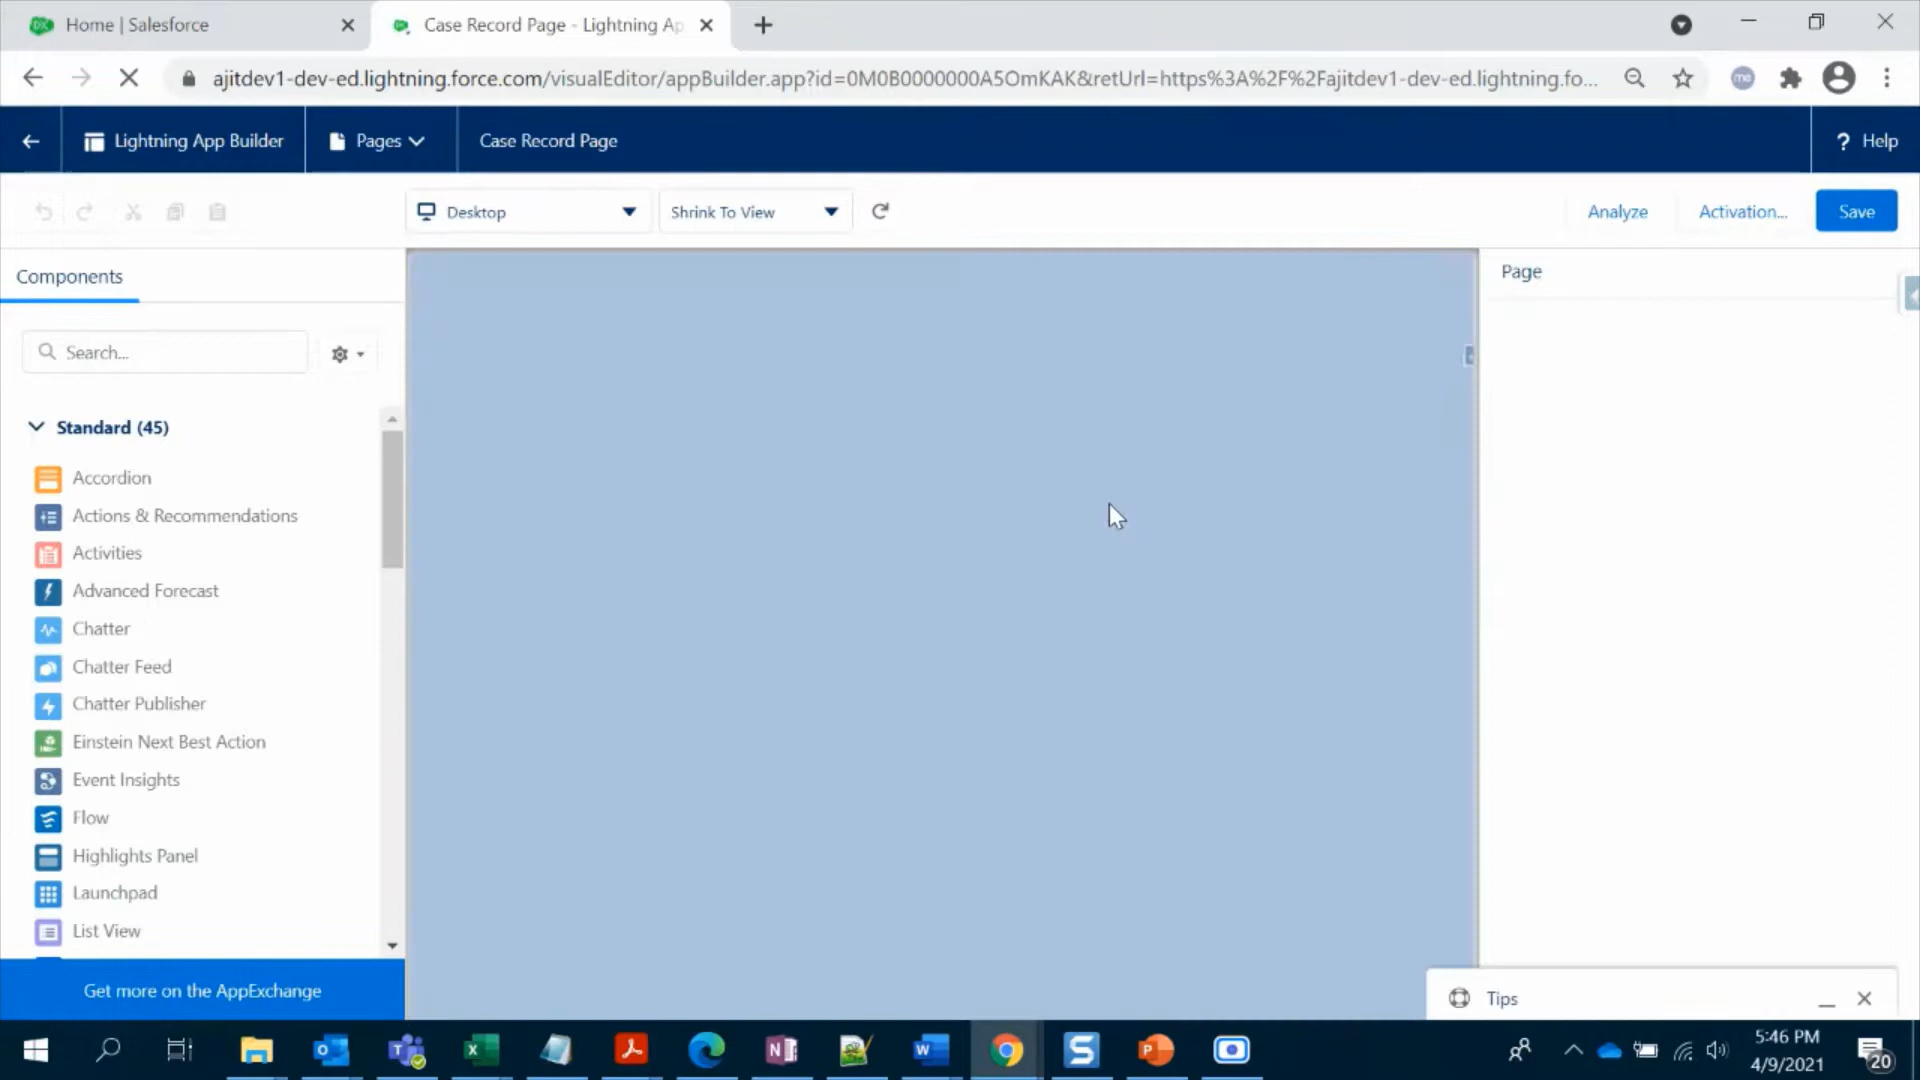 Home | Salesforce
Case Record Page - Lightning Ap
ajitdev1-dev-ed.lightning.force.com/visualEditor/appBuilder.app?id=0M0B0000000A5OmKAK&retUrl=https%3A%2F%2Fajitdev1-dev-ed.lightning.fo...
me
Lightning App Builder
Pages
Case Record Page
? Help
Desktop
Shrink To View
Analyze
Activation...
Save
Components
Page
Search...
Standard (45)
Accordion
Actions & Recommendations
Activities
Advanced Forecast
Chatter
Chatter Feed
Chatter Publisher
Einstein Next Best Action
Event Insights
Flow
Highlights Panel
Launchpad
List View
Get more on the AppExchange
Tips
5:46 PM
4/9/2021
20